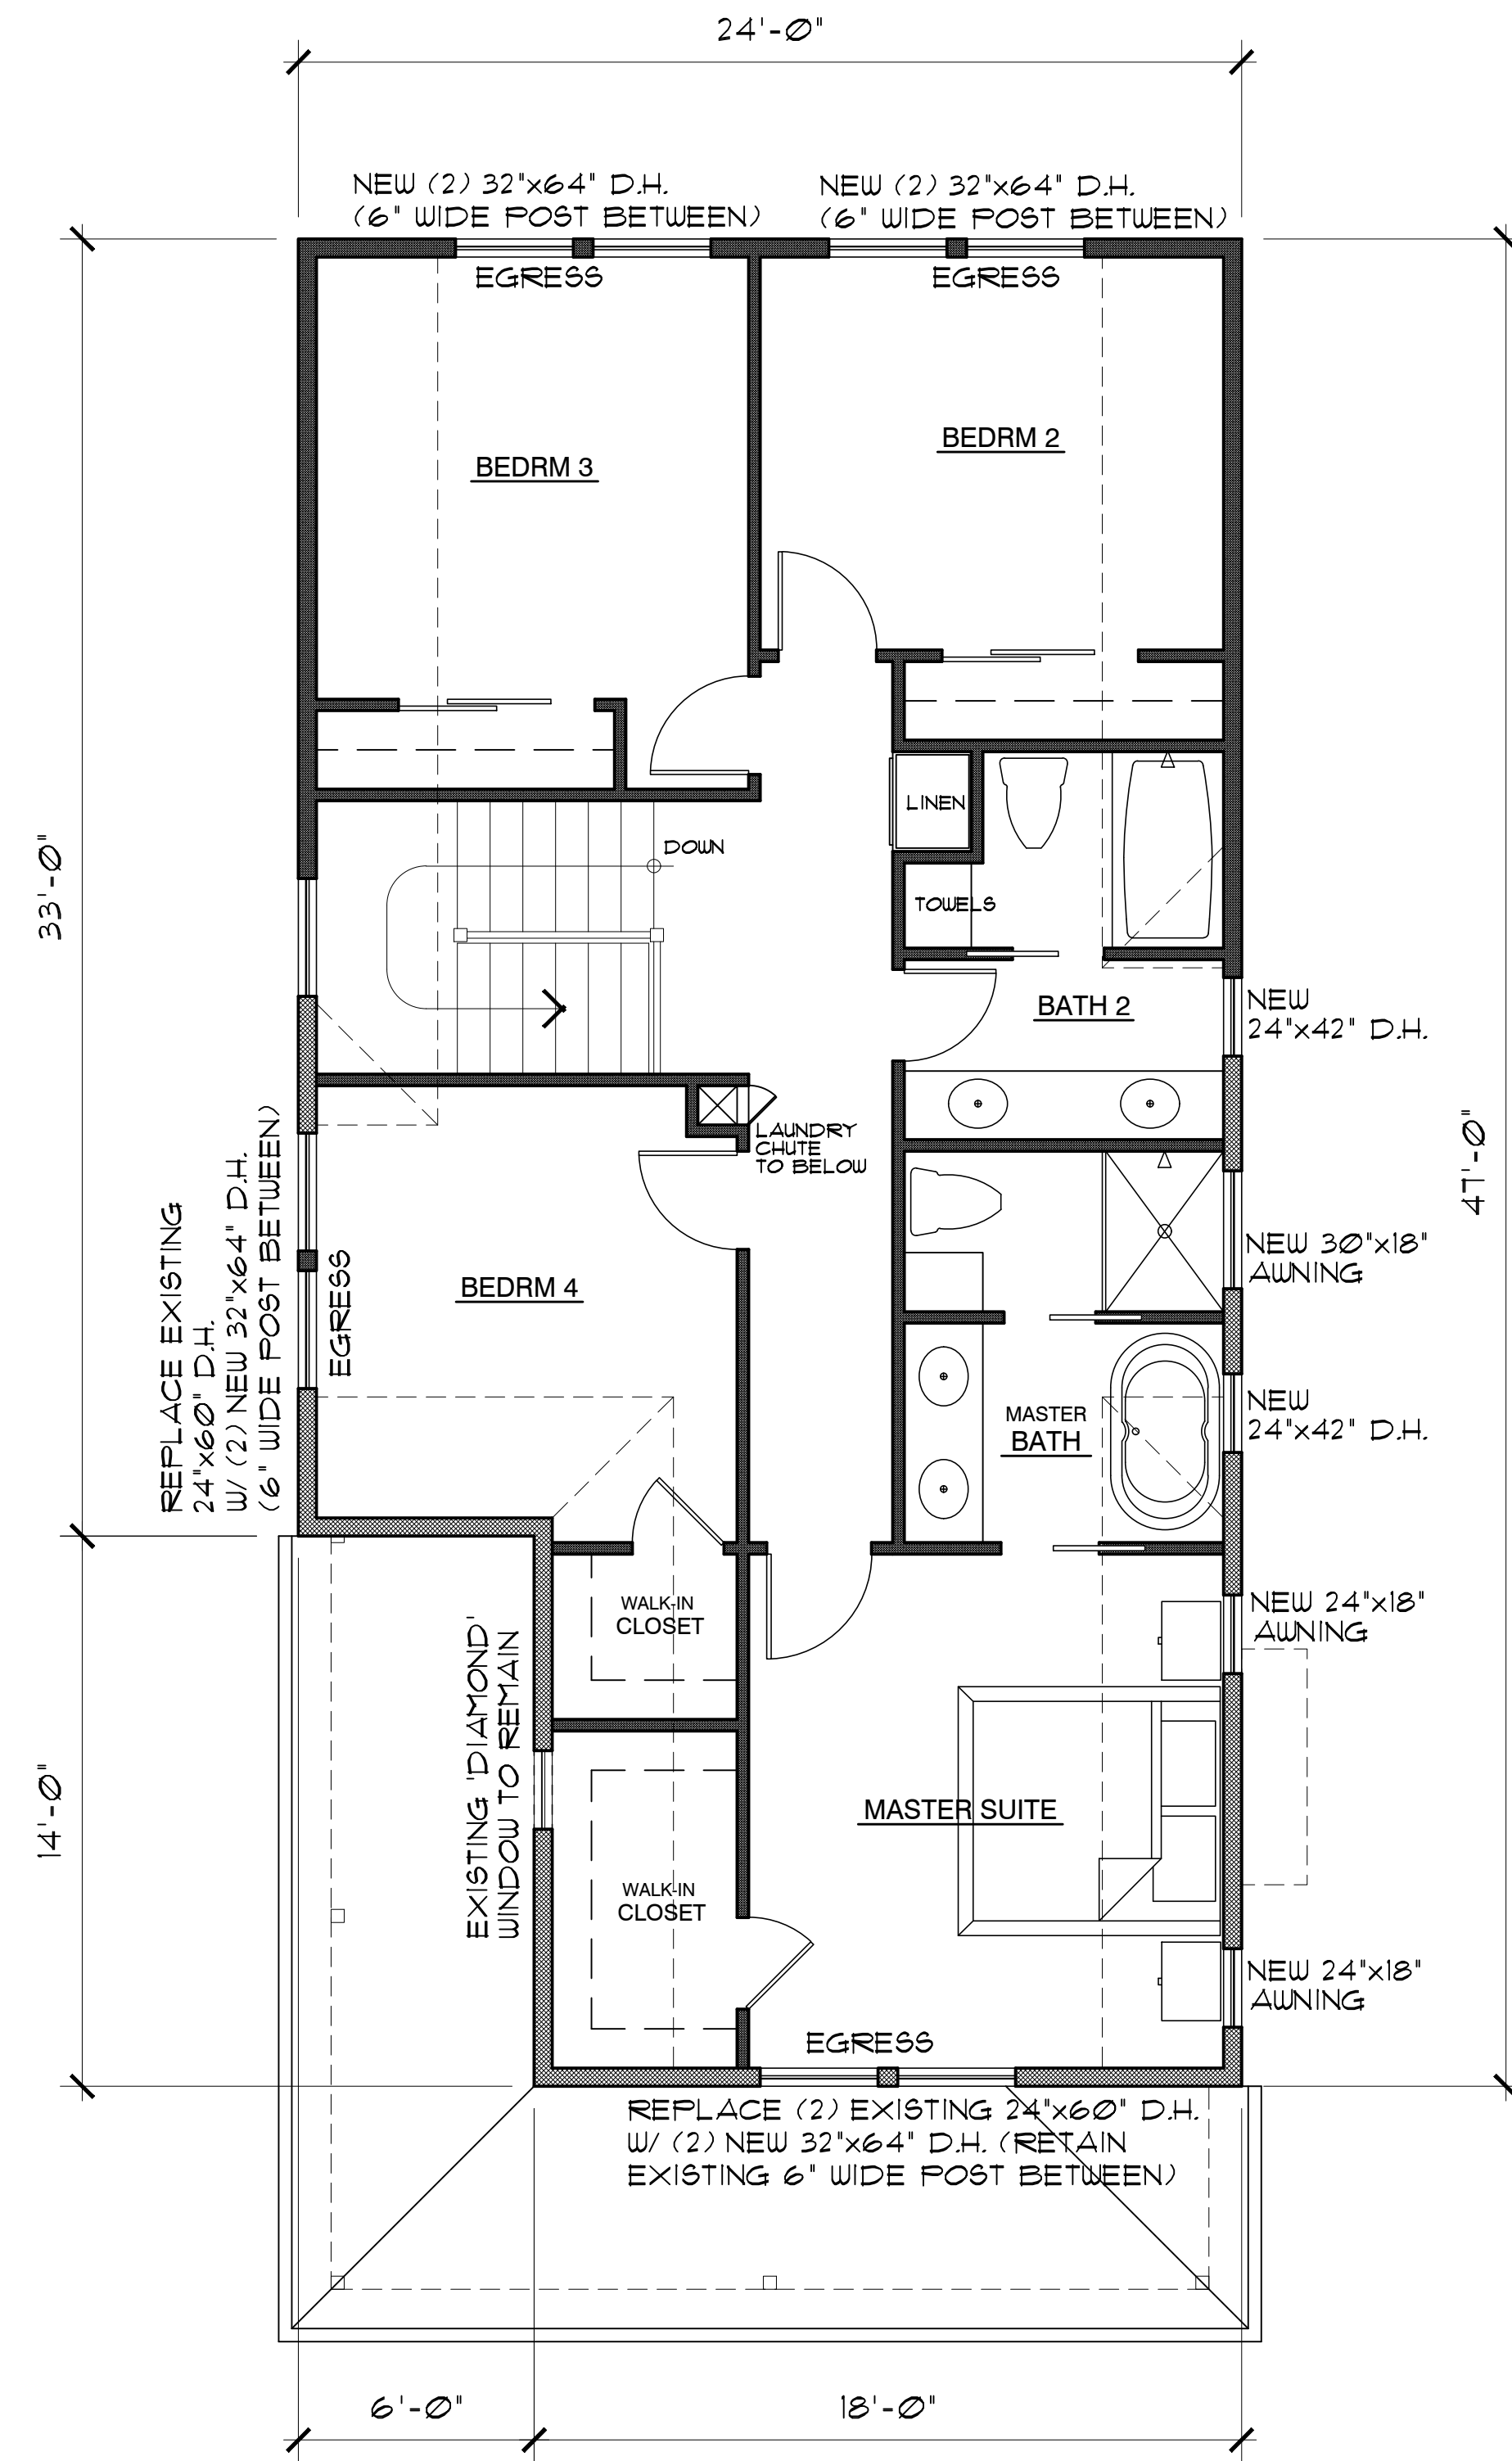 24'-0"
NEW (2) 32"x64" D.H.
(6" WIDE POST BETWEEN)
NEW (2) 32"x64" D.H.
(6" WIDE POST BETWEEN)
EGRESS
EGRESS
BEDRM 3
BEDRM 2
33'-0"
LINEN
DOWN
TOWELS
BATH 2
NEW
24"x42" D.H.
LAUNDRY
CHUTE
TO BELOW
47'-0"
REPLACE EXISTING
24"x60" D.H.
W/ (2) NEW 32"x64" D.H.
(6" WIDE POST BETWEEN)
EGRESS
BEDRM 4
NEW 30"x18"
AWNING
MASTER
BATH
NEW
24"x42" D.H.
WALK-IN
CLOSET
NEW 24"x18"
AWNING
EXISTING 'DIAMOND'
WINDOW TO REMAIN
14'-0"
MASTER SUITE
WALK-IN
CLOSET
NEW 24"x18"
AWNING
EGRESS
REPLACE (2) EXISTING 24"x60" D.H.
W/ (2) NEW 32"x64" D.H. (RETAIN
EXISTING 6" WIDE POST BETWEEN)
6'-0"
18'-0"